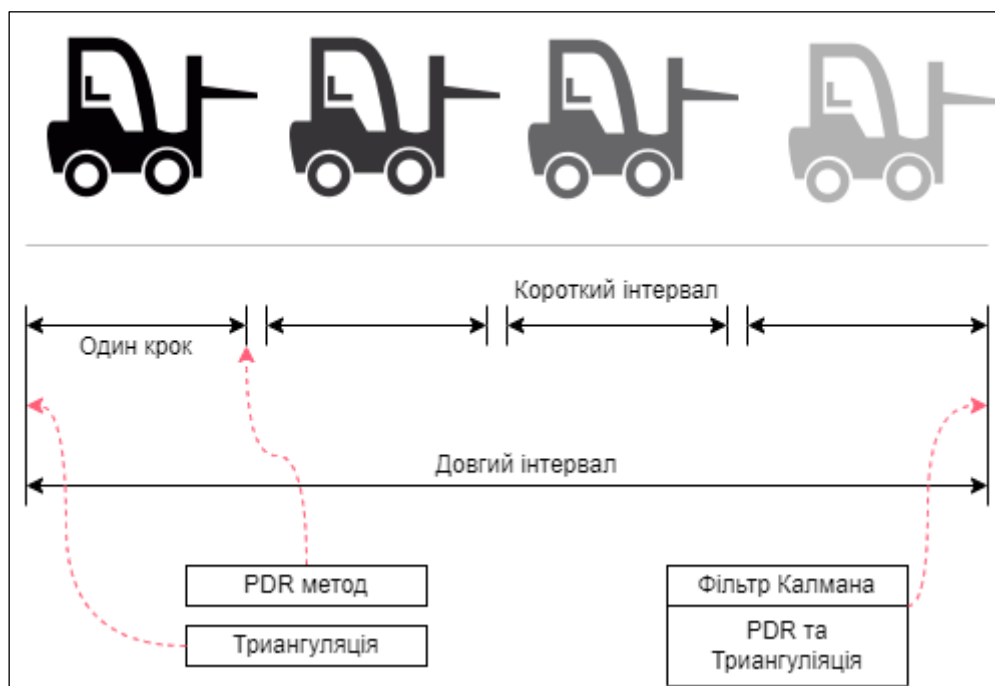 Короткий інтервал
Один крок
Довгий інтервал
PDR метод
Триангуляція
Фільтр Калмана
PDR та
Триангуліяція